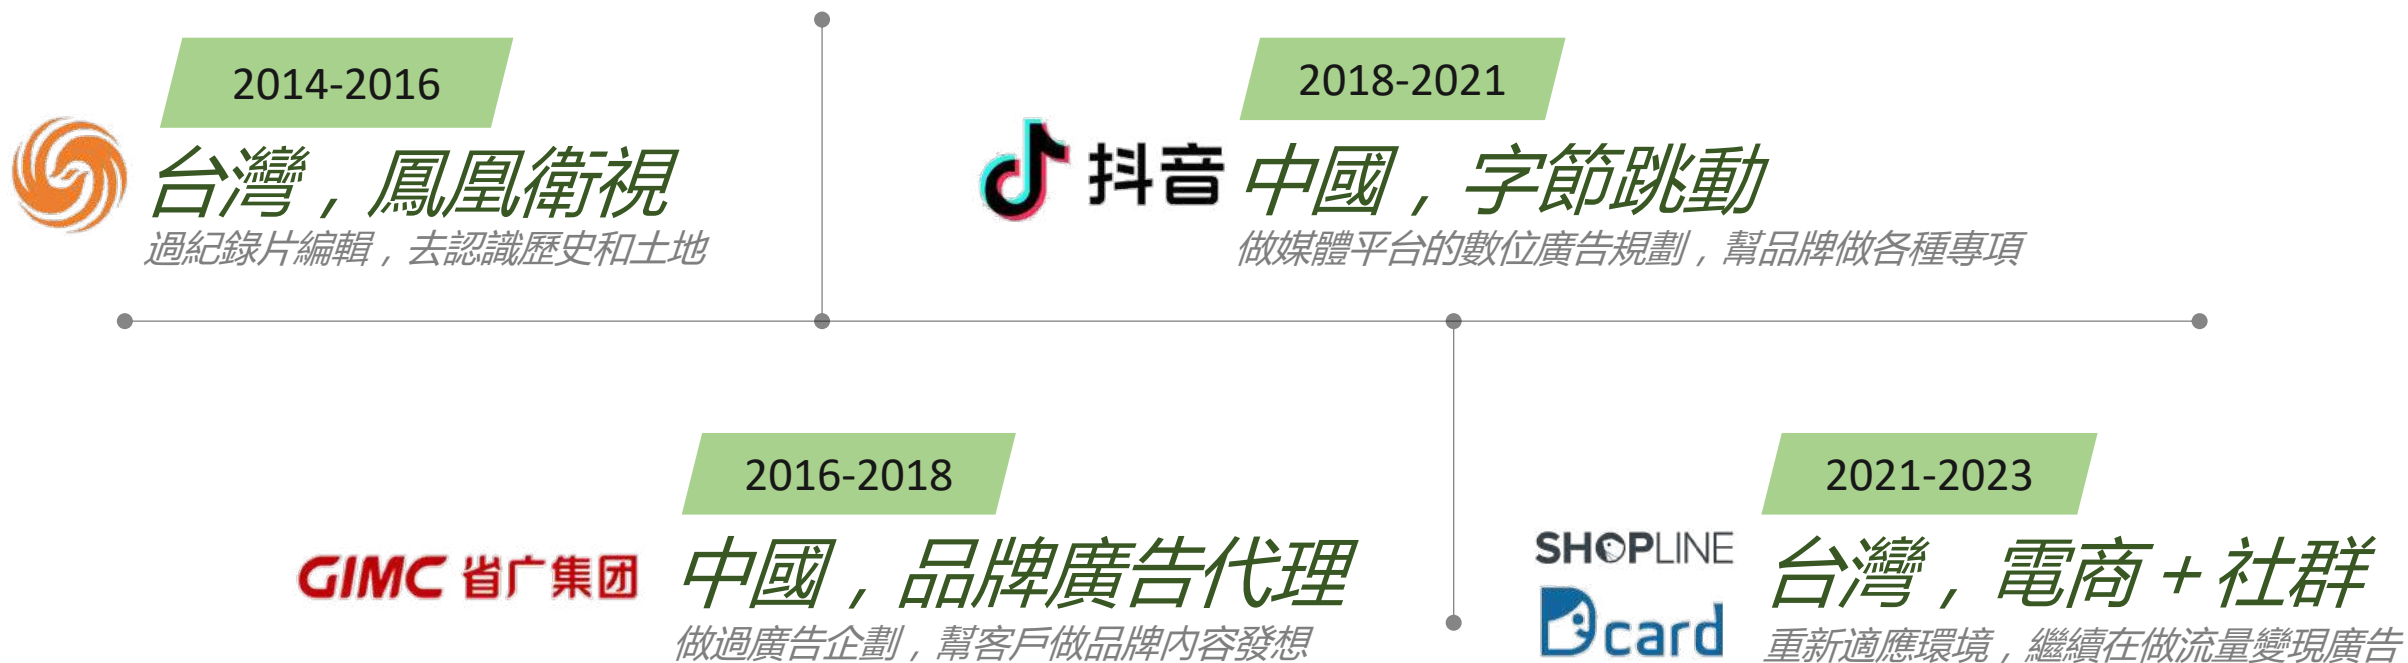 2014-2016
台灣，鳳凰衛視
過紀錄片編輯，去認識歷史和土地
2018-2021
抖音
中國，字節跳動
做媒體平台的數位廣告規劃，幫品牌做各種專項
2016-2018
GIMC 省广集团
中國，品牌廣告代理
做過廣告企劃，幫客戶做品牌內容發想
2021-2023
SHOPLINE
Dcard
台灣，電商+社群
重新適應環境，繼續在做流量變現廣告